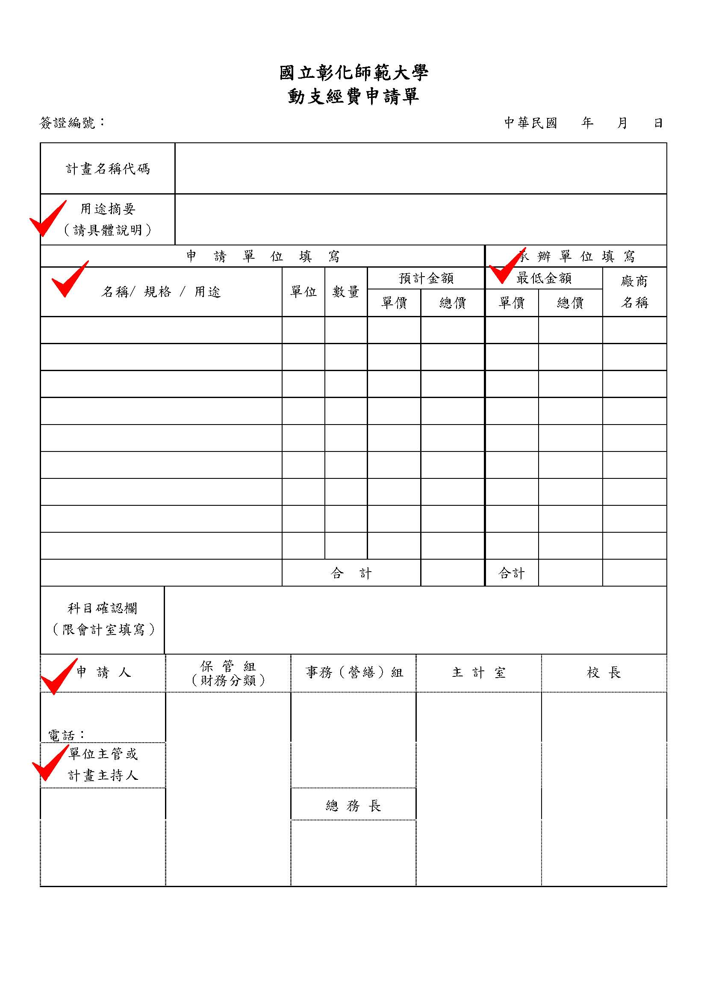 國立彰化師範大學
動支經費申請單
簽證編號： 中華民國 年 月 日
計畫名稱代碼
用途摘要
（請具體說明）
申 請 單 位 填 寫 承 辦 單 位 填 寫
名稱/ 規格 / 用途 單位 數量 預計金額 最低金額 廠商
名稱
單價 總價 單價 總價
合 計 合計
科目確認欄
（限會計室填寫）
申 請 人 保 管 組
（財務分類） 事務（營繕）組 主 計 室 校 長
電話：
單位主管或
計畫主持人
總 務 長